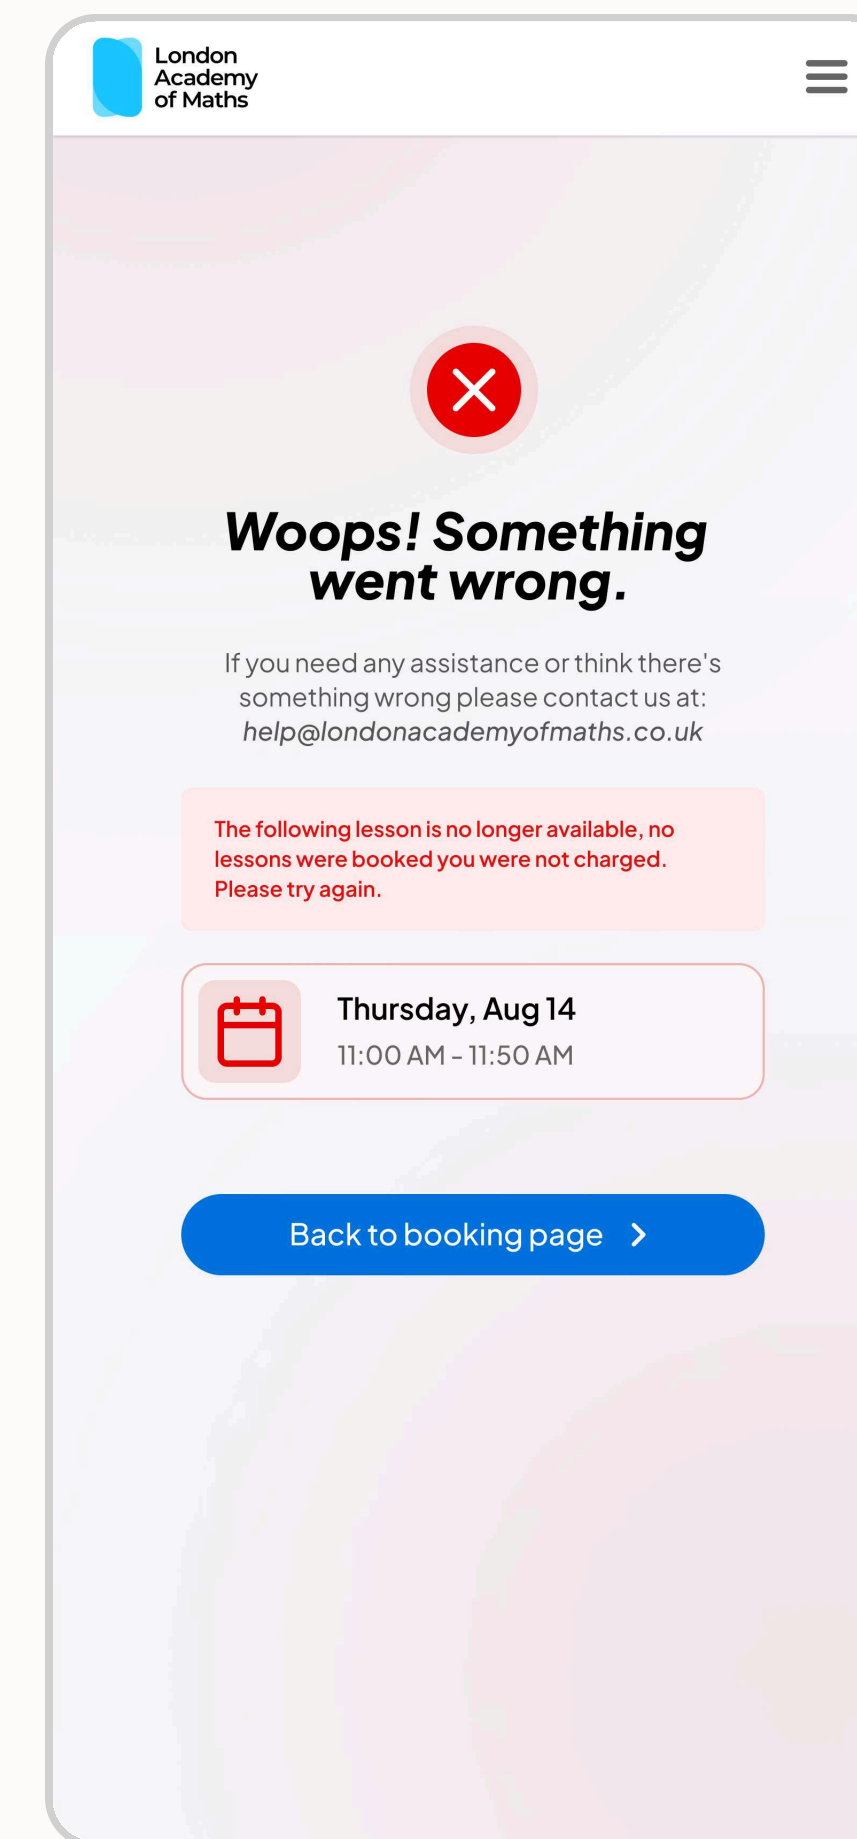 London
Academy
of Maths
Woops! Something
went wrong.
If you need any assistance or think there's
something wrong please contact us at:
help@londonacademyofmaths.co.uk
The following lesson is no longer available, no
lessons were booked you were not charged.
Please try again.
Thursday, Aug 14
11:00 AM – 11:50 AM
Back to booking page